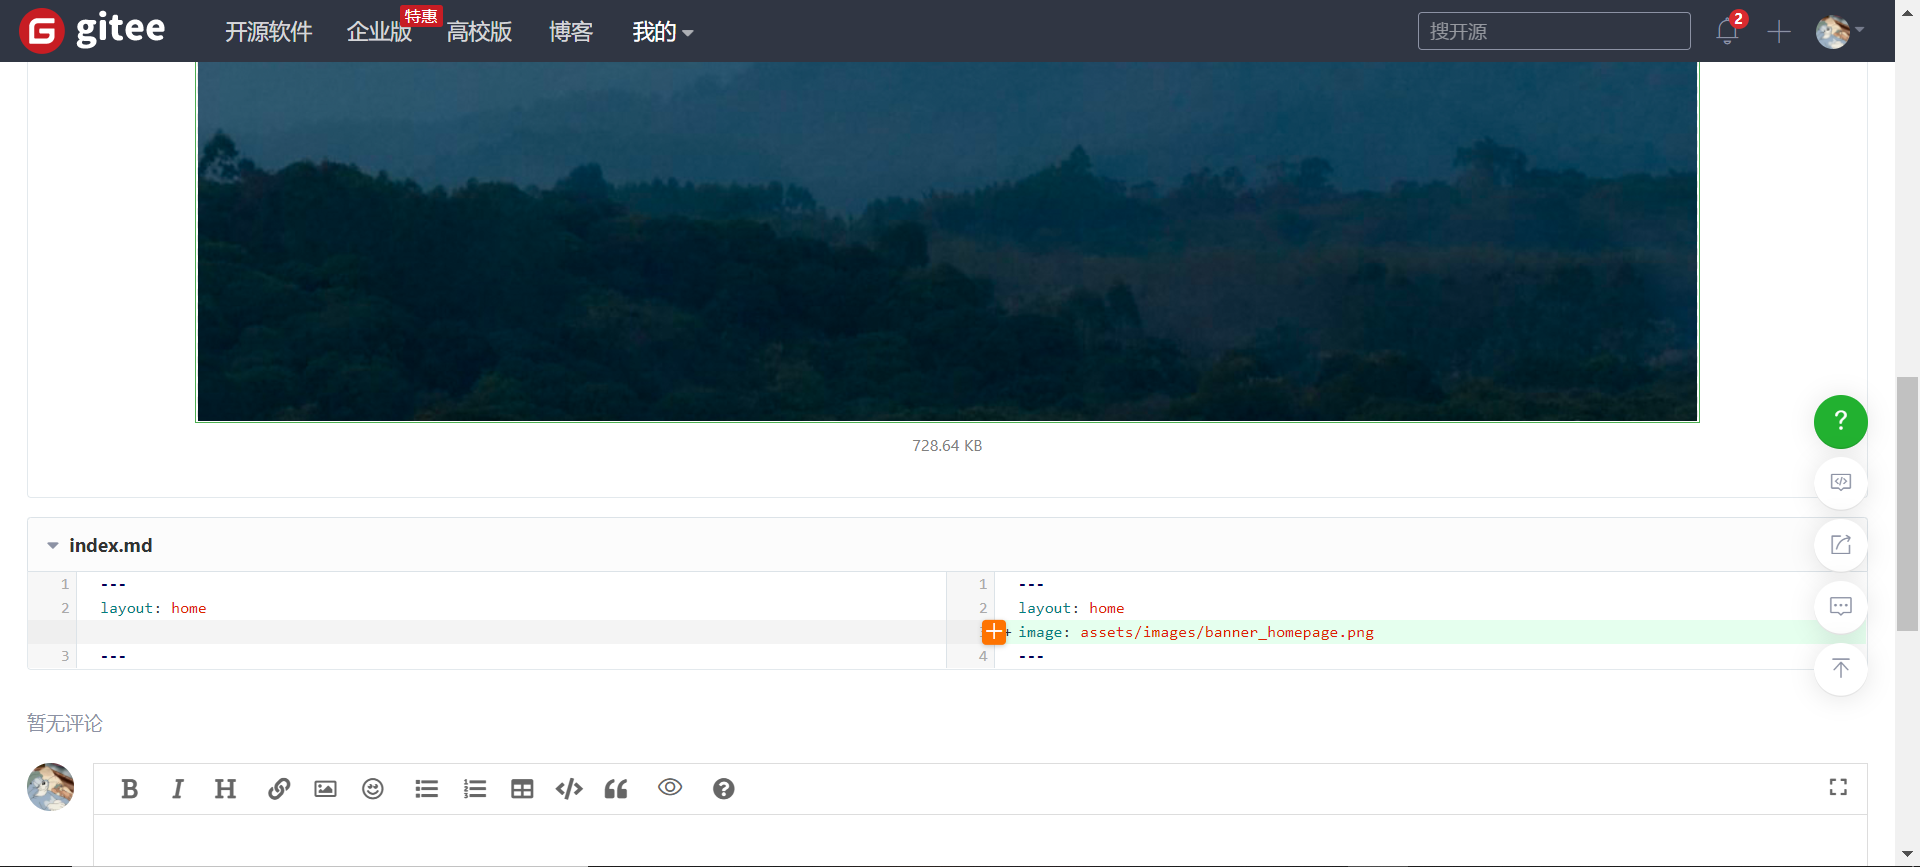 gitee 开源软件 企业版 特惠 高校版 博客 我的 搜开源 2
728.64 KB
index.md
1 --- 1 ---
2 layout: home 2 layout: home
+ image: assets/images/banner_homepage.png
3 --- 4 ---
暂无评论